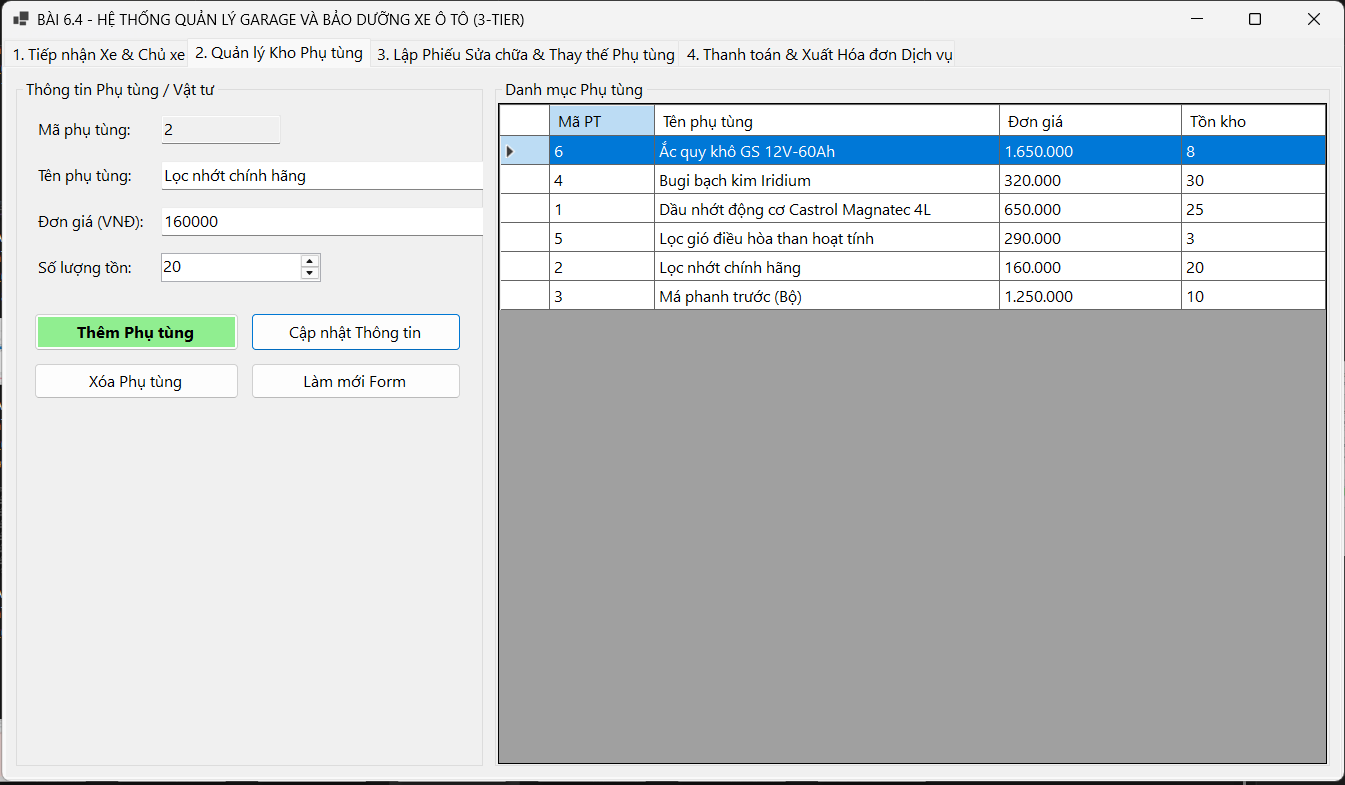 BÀI 6.4 - HỆ THỐNG QUẢN LÝ GARAGE VÀ BẢO DƯỠNG XE Ô TÔ (3-TIER)
1. Tiếp nhận Xe & Chủ xe 2. Quản lý Kho Phụ tùng 3. Lập Phiếu Sửa chữa & Thay thế Phụ tùng 4. Thanh toán & Xuất Hóa đơn Dịch vụ
Thông tin Phụ tùng / Vật tư
Mã phụ tùng: 2
Tên phụ tùng: Lọc nhớt chính hãng
Đơn giá (VNĐ): 160000
Số lượng tồn: 20
Thêm Phụ tùng Cập nhật Thông tin
Xóa Phụ tùng Làm mới Form
Danh mục Phụ tùng
Mã PT Tên phụ tùng Đơn giá Tồn kho
6 Ắc quy khô GS 12V-60Ah 1.650.000 8
4 Bugi bạch kim Iridium 320.000 30
1 Dầu nhớt động cơ Castrol Magnatec 4L 650.000 25
5 Lọc gió điều hòa than hoạt tính 290.000 3
2 Lọc nhớt chính hãng 160.000 20
3 Má phanh trước (Bộ) 1.250.000 10